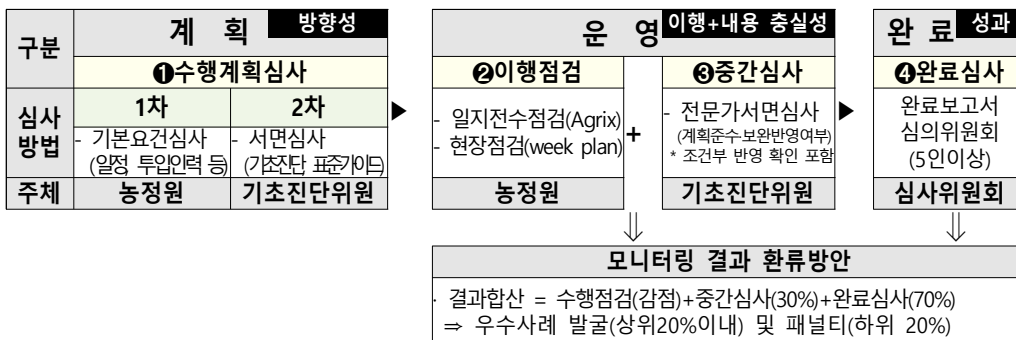 구분
계 획 방향성
운 영 이행+내용 충실성
완 료 성과
❶수행계획심사
❷이행점검
❸중간심사
❹완료심사
심사
방법
1차
2차
- 기본요건심사
(일정, 투입인력 등)
- 서면심사
(기초진단 표준가이드)
▶
- 일지전수점검(Agrix)
- 현장점검(week plan)
+
- 전문가서면심사
(계획준수·보완반영여부)
* 조건부 반영 확인 포함
▶
완료보고서
심의위원회
(5인이상)
주체
농정원
기초진단위원
농정원
기초진단위원
심사위원회
⇓
⇓
모니터링 결과 환류방안
· 결과합산 = 수행점검(감점)+중간심사(30%)+완료심사(70%)
⇒ 우수사례 발굴(상위20%이내) 및 패널티(하위 20%)